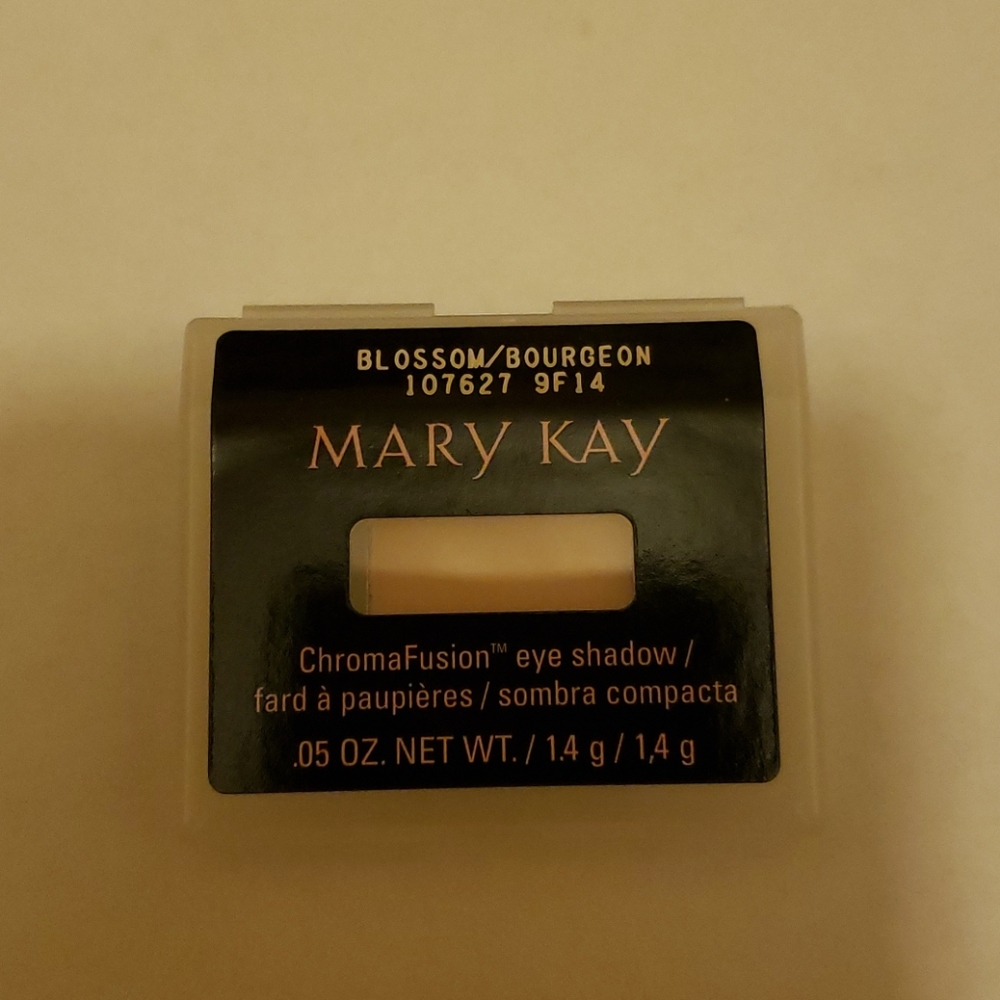 BLOSSOM/BOURGEON
107627 9F14
MARY KAY
ChromaFusion™ eye shadow /
fard à paupières / sombra compacta
.05 OZ. NET WT. / 1.4 g / 1,4 g